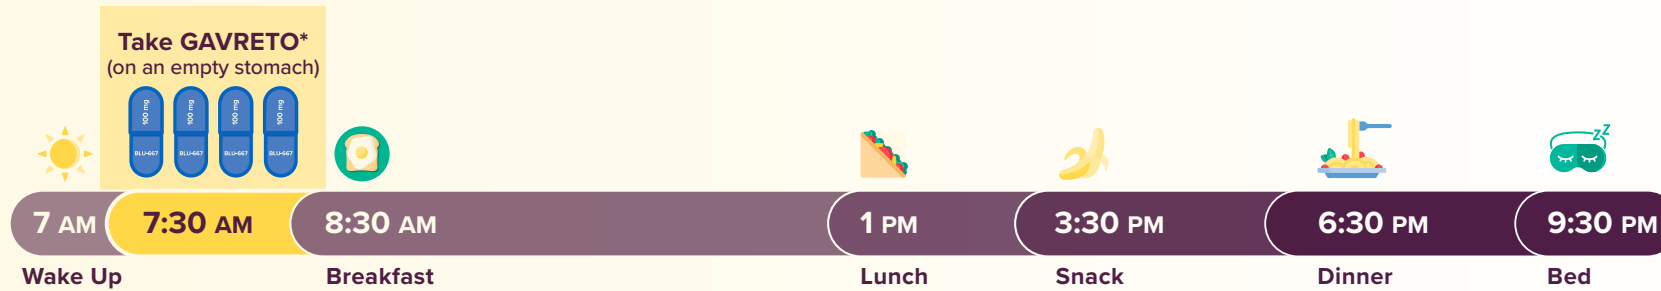 Take GAVRETO*
(on an empty stomach)
100 mg 100 mg 100 mg 100 mg
BLU-667 BLU-667 BLU-667 BLU-667
zZ
7 AM 7:30 AM 8:30 AM 1 PM 3:30 PM 6:30 PM 9:30 PM
Wake Up Breakfast Lunch Snack Dinner Bed